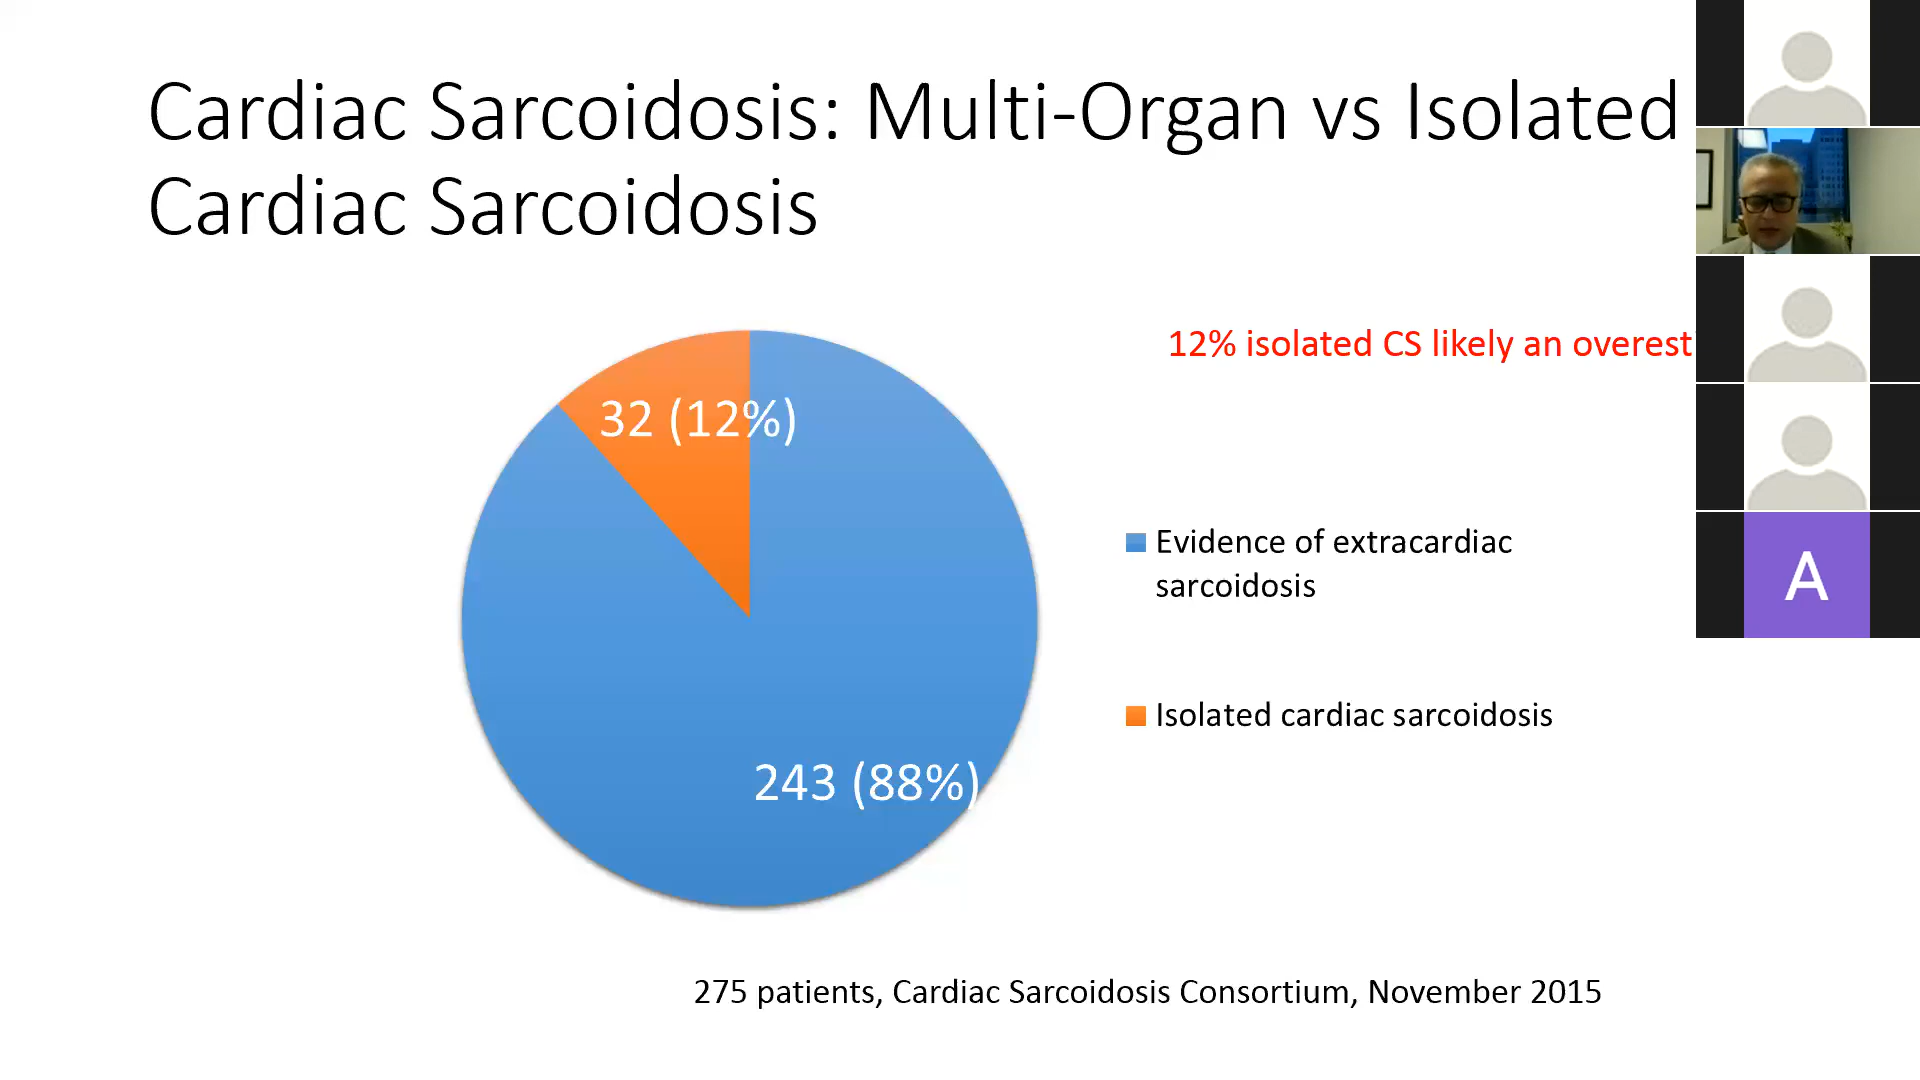 Cardiac Sarcoidosis: Multi-Organ vs Isolated
Cardiac Sarcoidosis
12% isolated CS likely an overest
32 (12%)
Evidence of extracardiac
sarcoidosis
Isolated cardiac sarcoidosis
243 (88%)
275 patients, Cardiac Sarcoidosis Consortium, November 2015
A